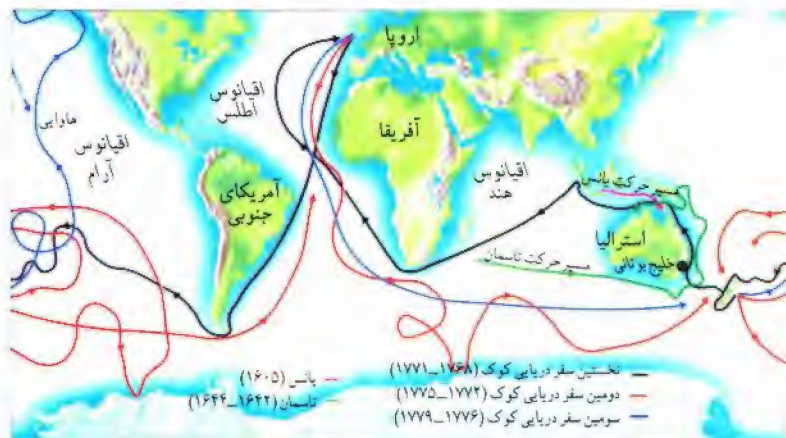 اروپا
اقیانوس
اطلس
هاوایی
اقیانوس
آرام
آفریقا
اقیانوس
هند
آمریکای
جنوبی
مسیر حرکت یانس
استرالیا
خلیج بوتانی
مسیر حرکت تاسمان
نخستین سفر دریایی کوک (۱۷۶۸_۱۷۷۱)
دومین سفر دریایی کوک (۱۷۷۲_۱۷۷۵)
سومین سفر دریایی کوک (۱۷۷۶_۱۷۷۹)
یانس (۱۶۰۵)
تاسمان (۱۶۴۲_۱۶۴۴)